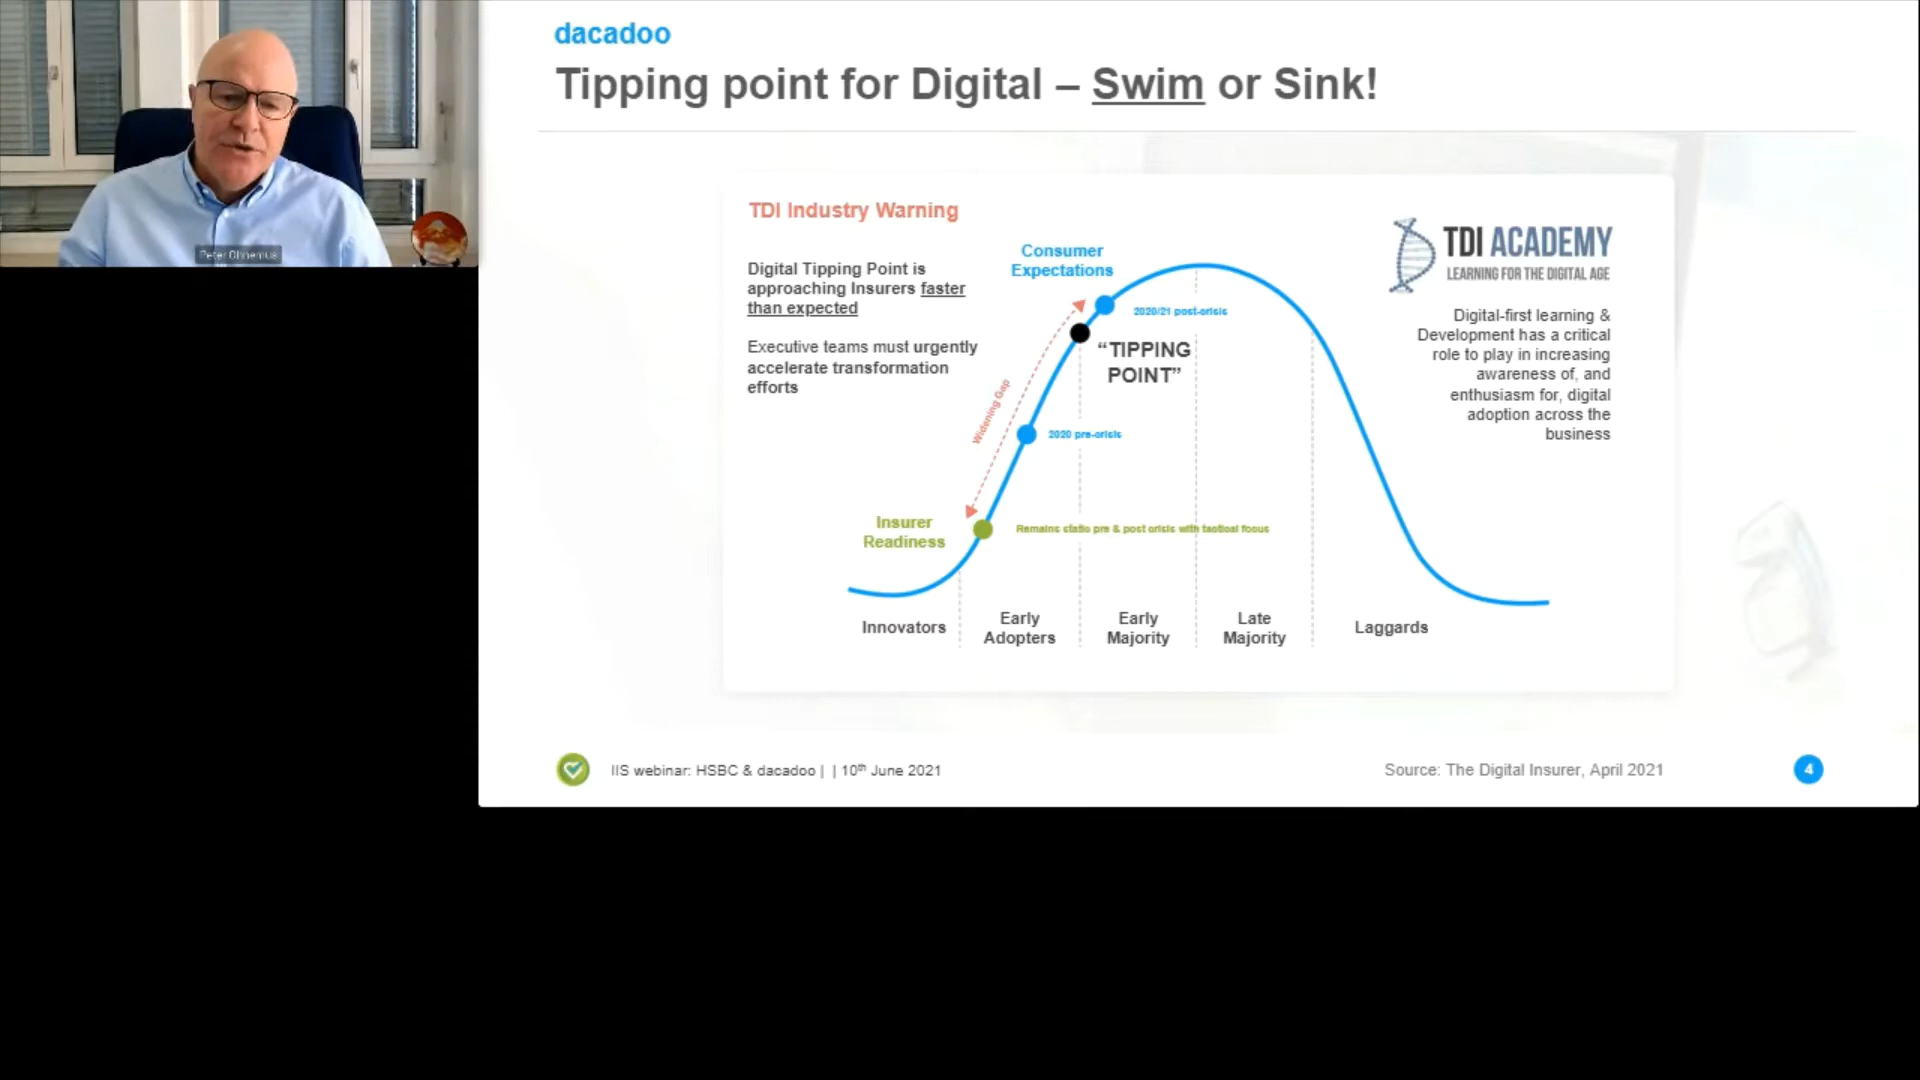 Peter Ohnemus
dacadoo
Tipping point for Digital – Swim or Sink!
TDI Industry Warning
Digital Tipping Point is
approaching Insurers faster
than expected
Executive teams must urgently
accelerate transformation
efforts
Consumer
Expectations
2020/21 post-crisis
"TIPPING
POINT"
Widening Gap
2020 pre-crisis
Insurer
Readiness
Remains static pre & post crisis with tactical focus
Innovators
Early
Adopters
Early
Majority
Late
Majority
Laggards
TDI ACADEMY
LEARNING FOR THE DIGITAL AGE
Digital-first learning &
Development has a critical
role to play in increasing
awareness of, and
enthusiasm for, digital
adoption across the
business
IIS webinar: HSBC & dacadoo | | 10th June 2021
Source: The Digital Insurer, April 2021
4